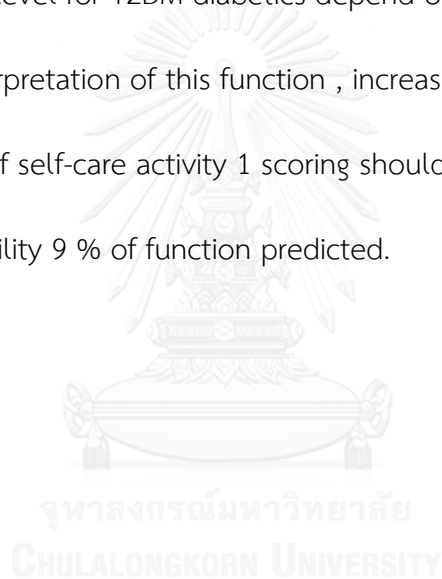 level for T2DM diabetics depend o
rpretation of this function , increas
f self-care activity 1 scoring should
ility 9 % of function predicted.
จุฬาลงกรณ์มหาวิทยาลัย
CHULALONGKORN UNIVERSITY